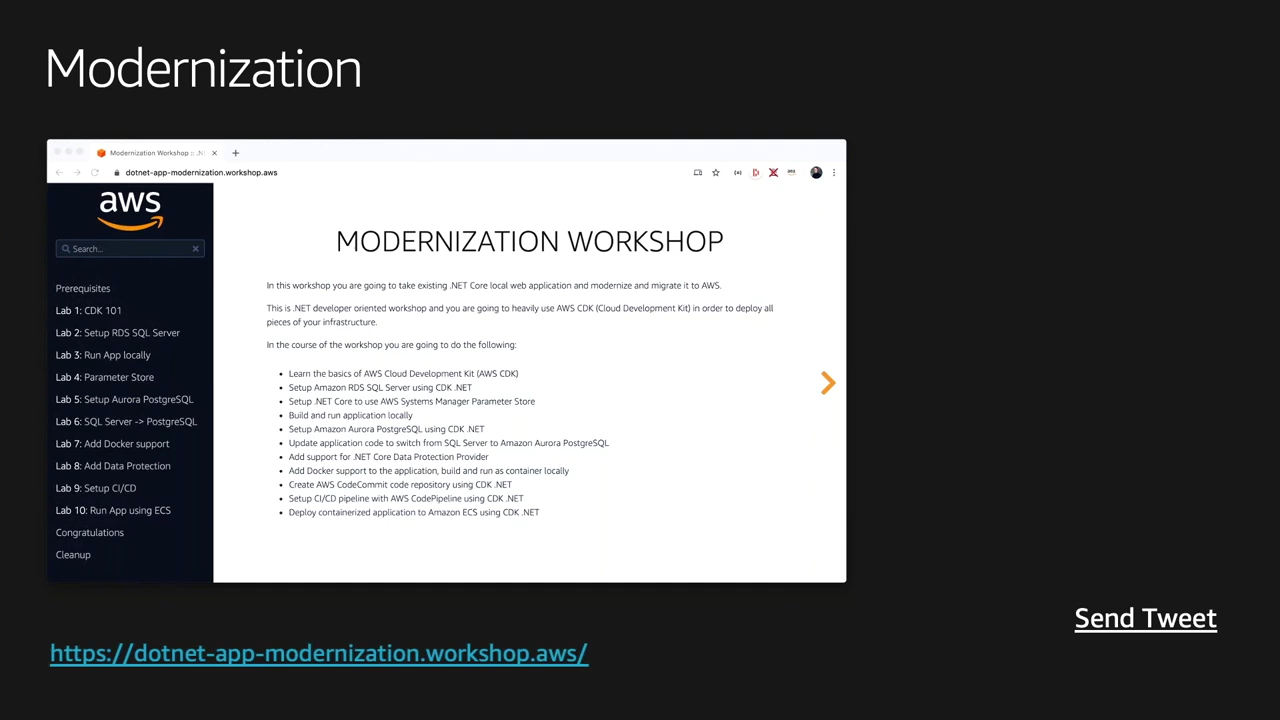 Modernization
Modernization Workshop :: .N
dotnet-app-modernization.workshop.aws
aws
Search...
Prerequisites
Lab 1: CDK 101
Lab 2: Setup RDS SQL Server
Lab 3: Run App locally
Lab 4: Parameter Store
Lab 5: Setup Aurora PostgreSQL
Lab 6: SQL Server -> PostgreSQL
Lab 7: Add Docker support
Lab 8: Add Data Protection
Lab 9: Setup CI/CD
Lab 10: Run App using ECS
Congratulations
Cleanup
MODERNIZATION WORKSHOP
In this workshop you are going to take existing .NET Core local web application and modernize and migrate it to AWS.
This is .NET developer oriented workshop and you are going to heavily use AWS CDK (Cloud Development Kit) in order to deploy all
pieces of your infrastructure.
In the course of the workshop you are going to do the following:
• Learn the basics of AWS Cloud Development Kit (AWS CDK)
• Setup Amazon RDS SQL Server using CDK .NET
• Setup .NET Core to use AWS Systems Manager Parameter Store
• Build and run application locally
• Setup Amazon Aurora PostgreSQL using CDK .NET
• Update application code to switch from SQL Server to Amazon Aurora PostgreSQL
• Add support for .NET Core Data Protection Provider
• Add Docker support to the application, build and run as container locally
• Create AWS CodeCommit code repository using CDK .NET
• Setup CI/CD pipeline with AWS CodePipeline using CDK .NET
• Deploy containerized application to Amazon ECS using CDK .NET
Send Tweet
https://dotnet-app-modernization.workshop.aws/